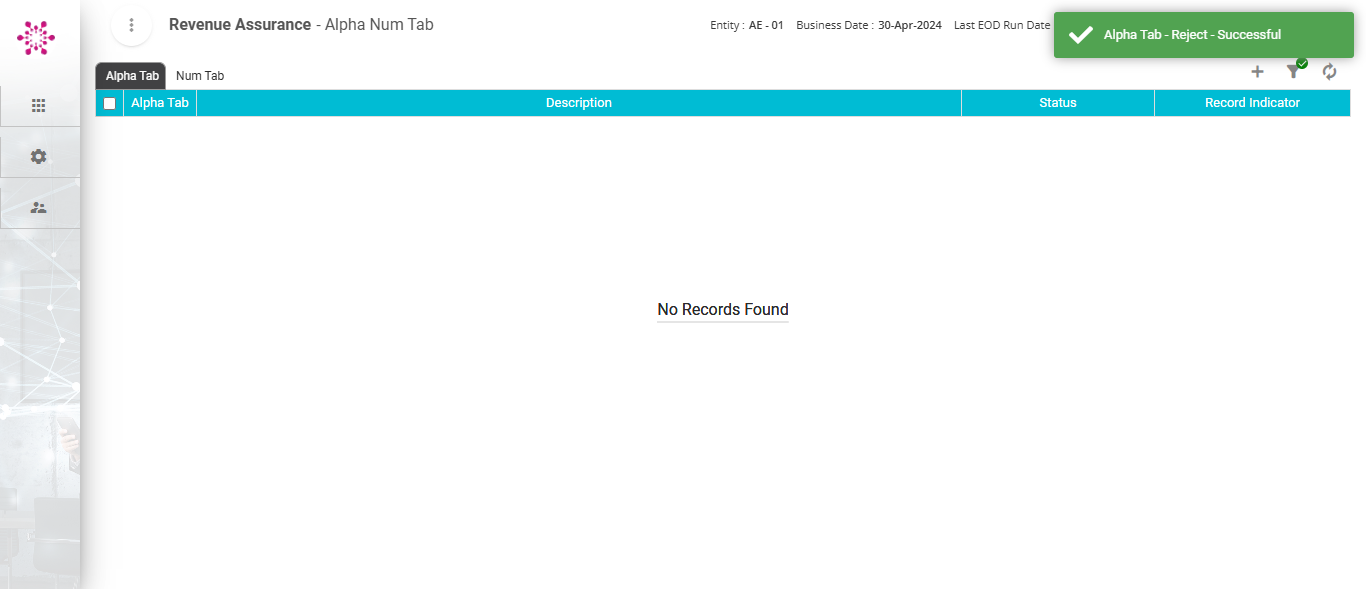 Revenue Assurance - Alpha Num Tab
Entity : AE - 01 Business Date : 30-Apr-2024 Last EOD Run Date
Alpha Tab - Reject - Successful
Alpha Tab Num Tab
Alpha Tab Description Status Record Indicator
No Records Found